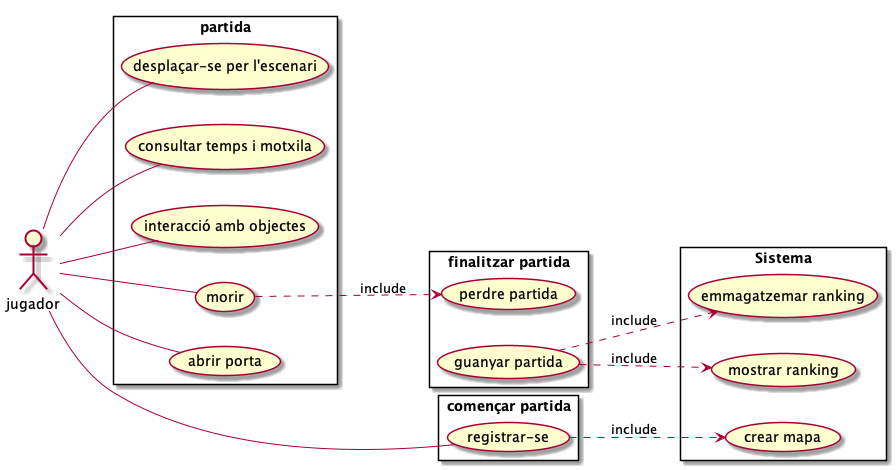 partida
desplaçar-se per l'escenari
consultar temps i motxila
interacció amb objectes
morir
abrir porta
jugador
include
finalitzar partida
perdre partida
guanyar partida
començar partida
registrar-se
include
include
include
Sistema
emmagatzemar ranking
mostrar ranking
crear mapa